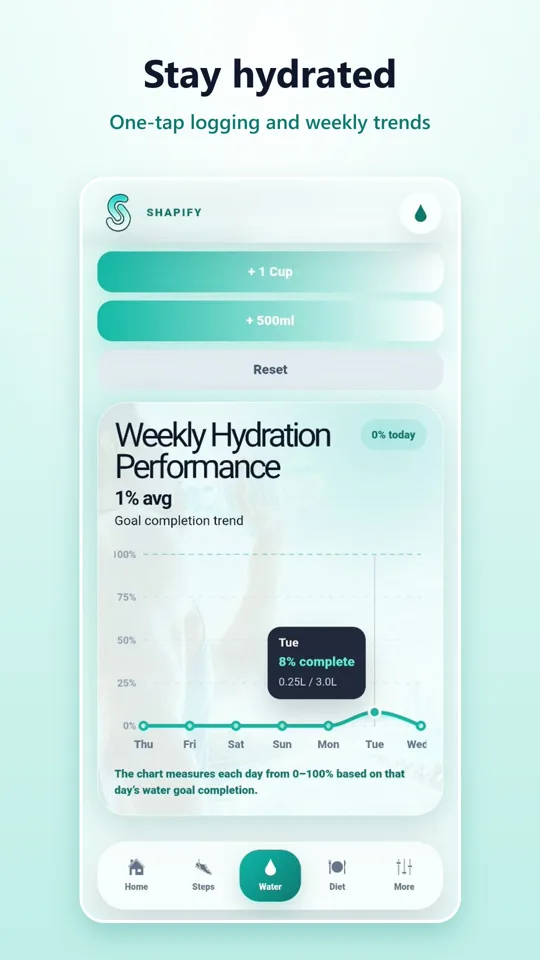 Stay hydrated
One-tap logging and weekly trends
SHAPIFY
+ 1 Cup
+ 500ml
Reset
Weekly Hydration
Performance
0% today
1% avg
Goal completion trend
100%
75%
50%
25%
0%
Tue
8% complete
0.25L / 3.0L
Thu Fri Sat Sun Mon Tue Wed
The chart measures each day from 0–100% based on that
day's water goal completion.
Home Steps Water Diet More